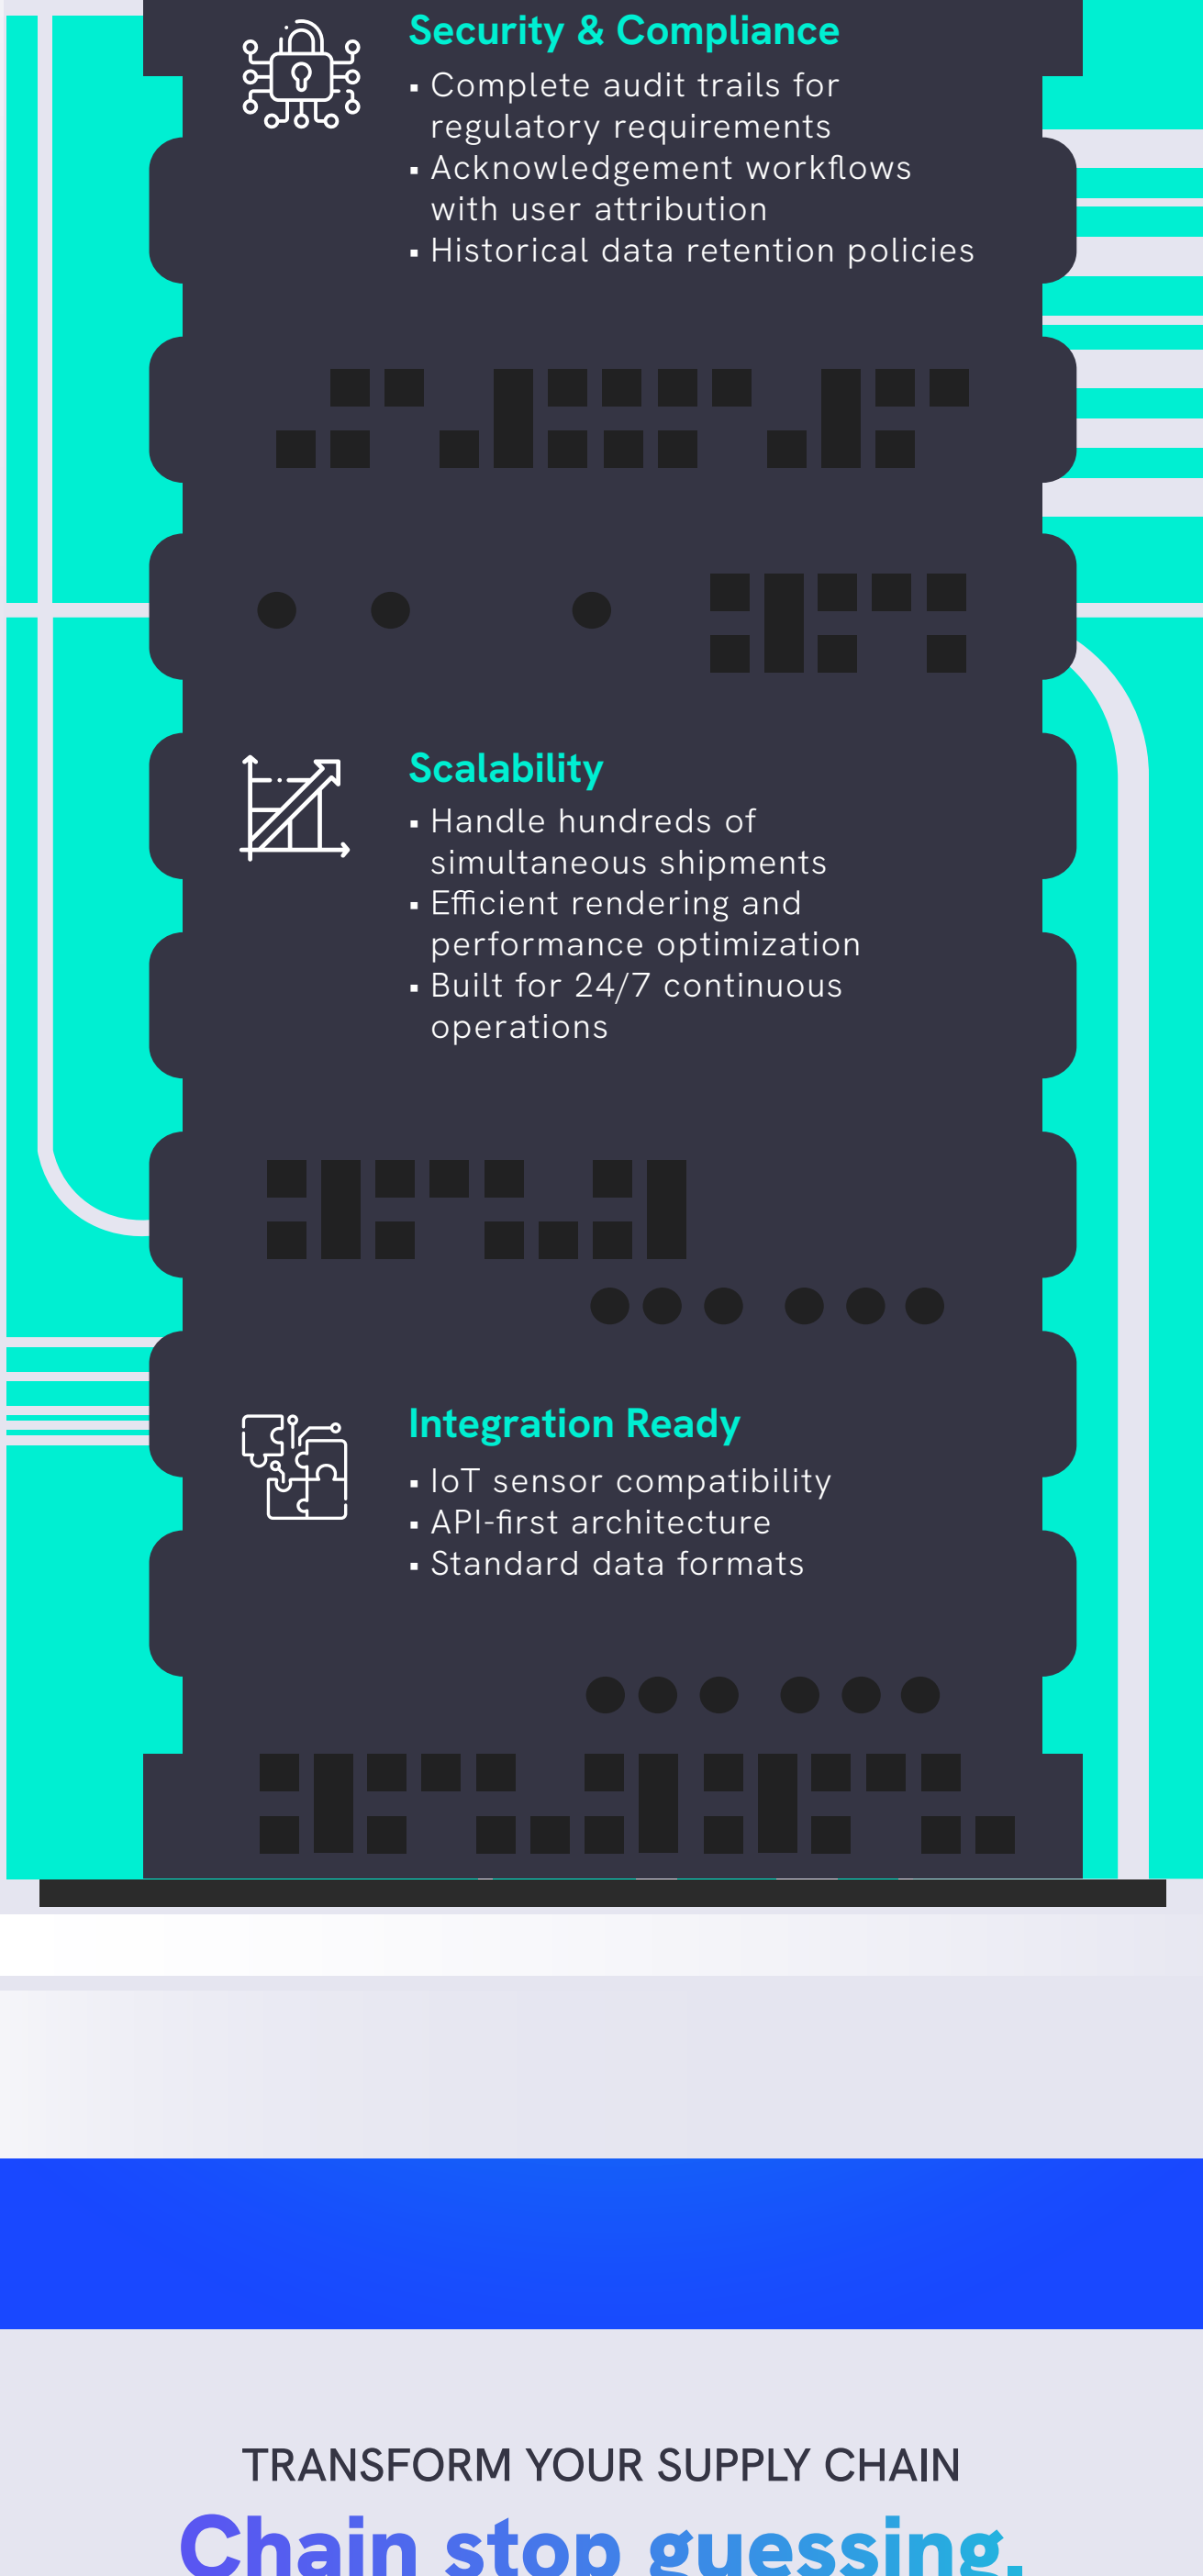 Security & Compliance
▪ Complete audit trails for
regulatory requirements
▪ Acknowledgement workflows
with user attribution
▪ Historical data retention policies
Scalability
▪ Handle hundreds of
simultaneous shipments
▪ Efficient rendering and
performance optimization
▪ Built for 24/7 continuous
operations
Integration Ready
▪ IoT sensor compatibility
▪ API-first architecture
▪ Standard data formats
TRANSFORM YOUR SUPPLY CHAIN
Chain stop guessing.